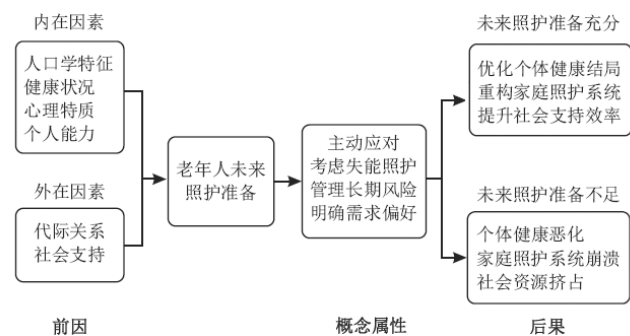 内在因素
人口学特征
健康状况
心理特质
个人能力
外在因素
代际关系
社会支持
前因
老年人未来
照护准备
主动应对
考虑失能照护
管理长期风险
明确需求偏好
概念属性
未来照护准备充分
优化个体健康结局
重构家庭照护系统
提升社会支持效率
未来照护准备不足
个体健康恶化
家庭照护系统崩溃
社会资源挤占
后果